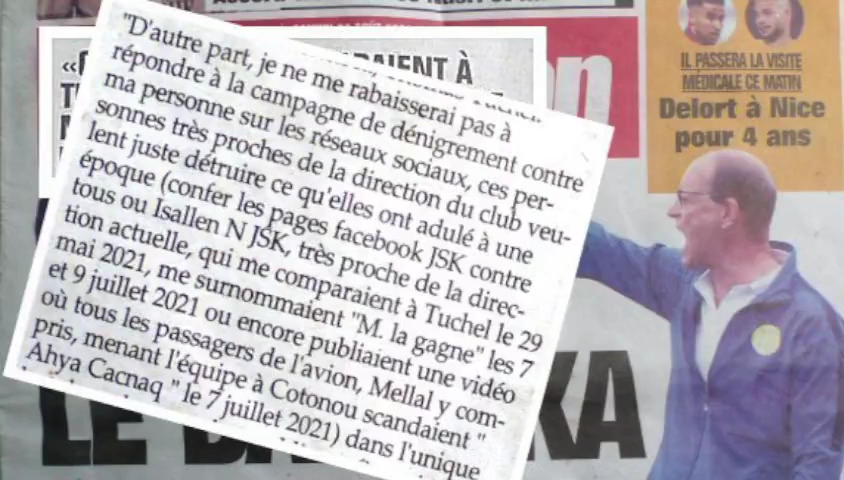 "D'autre part, je ne me rabaisserai pas à
répondre à la campagne de dénigrement contre
ma personne sur les réseaux sociaux, ces per-
sonnes très proches de la direction du club veu-
lent juste détruire ce qu'elles ont adulé à une
époque (confer les pages facebook JSK contre
tous ou Isallen N JSK, très proche de la direc-
tion actuelle, qui me comparaient à Tuchel le 29
mai 2021, me surnommaient "M. la gagne" les 7
et 9 juillet 2021 ou encore publiaient une vidéo
où tous les passagers de l'avion, Mellal y com-
pris, menant l'équipe à Cotonou scandaient "
Ahya Cacnaq " le 7 juillet 2021) dans l'unique
IL PASSERA LA VISITE
MÉDICALE CE MATIN
Delort à Nice
pour 4 ans
LE
KA